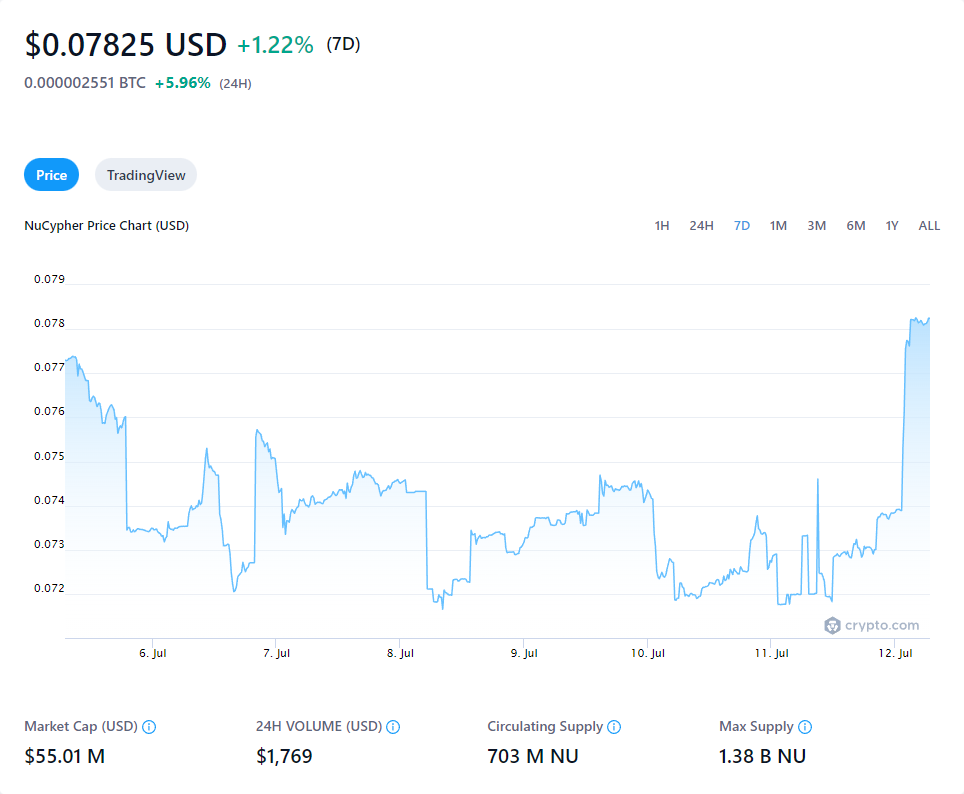 $0.07825 USD +1.22% (7D)
0.000002551 BTC +5.96% (24H)
Price TradingView
NuCypher Price Chart (USD) 1H 24H 7D 1M 3M 6M 1Y ALL
0.079
0.078
0.077
0.076
0.075
0.074
0.073
0.072
crypto.com
6. Jul 7. Jul 8. Jul 9. Jul 10. Jul 11. Jul 12. Jul
Market Cap (USD) 24H VOLUME (USD) Circulating Supply Max Supply
$55.01 M $1,769 703 M NU 1.38 B NU